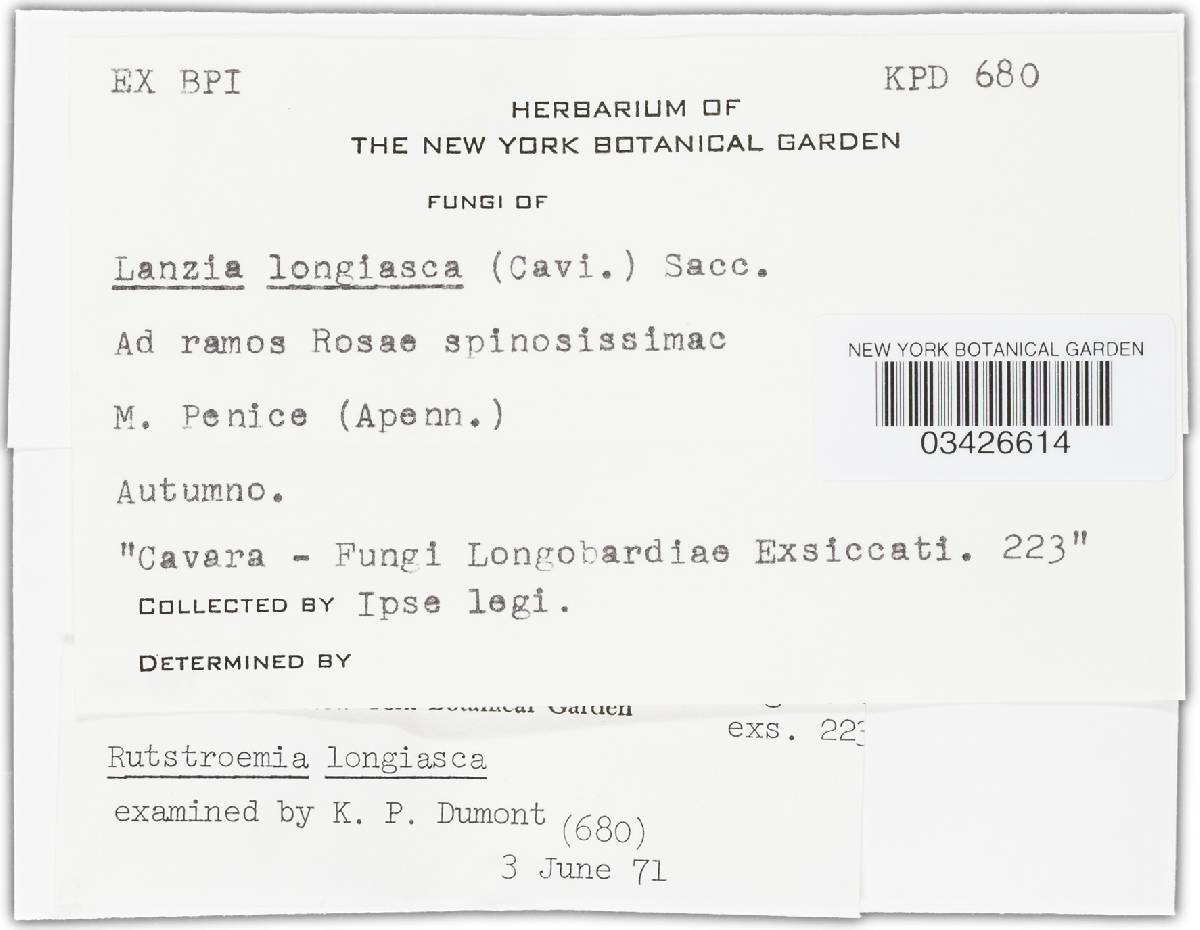 EX BPI KPD 680
HERBARIUM OF
THE NEW YORK BOTANICAL GARDEN
FUNGI OF
Lanzia longiasca (Cavi.) Sacc.
Ad ramos Rosae spinosissimac
M. Penice (Apenn.)
NEW YORK BOTANICAL GARDEN
03426614
Autumno.
"Cavara - Fungi Longobardiae Exsiccati. 223"
COLLECTED BY Ipse legi.
DETERMINED BY
Botanical Garden
exs. 223
Rutstroemia longiasca
examined by K. P. Dumont (680)
3 June 71